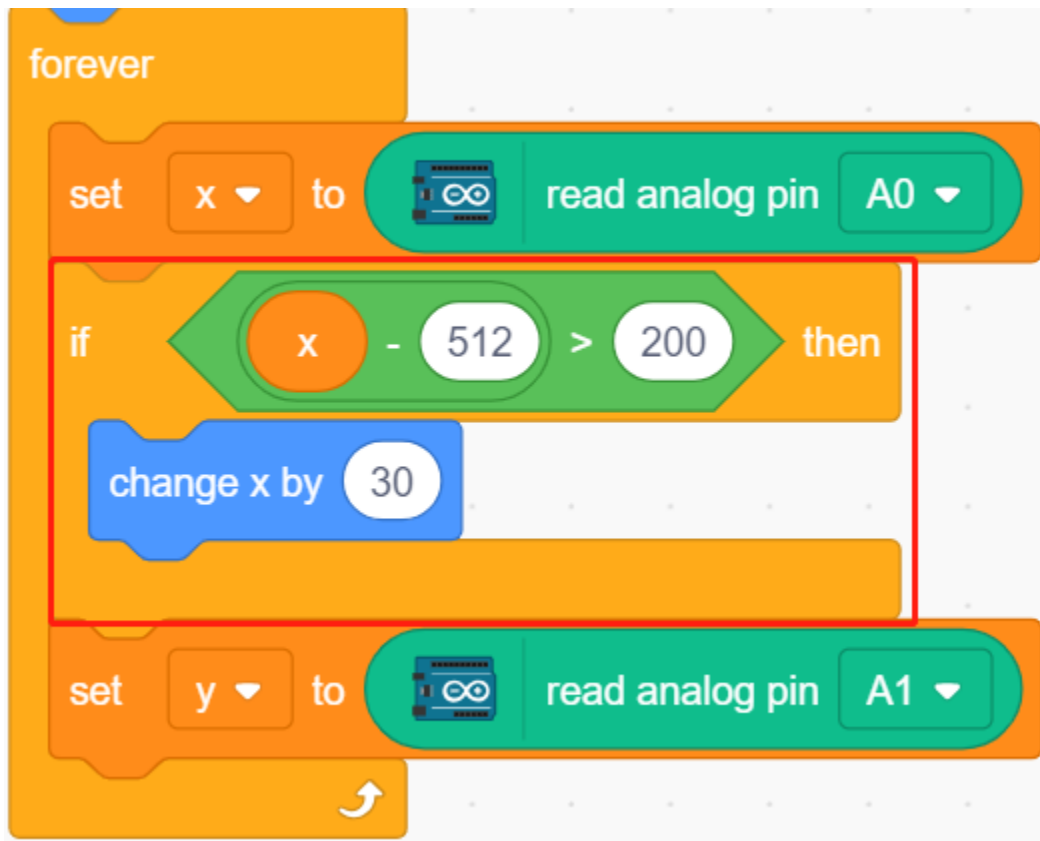 forever
set x to read analog pin A0
if x - 512 > 200 then
change x by 30
set y to read analog pin A1